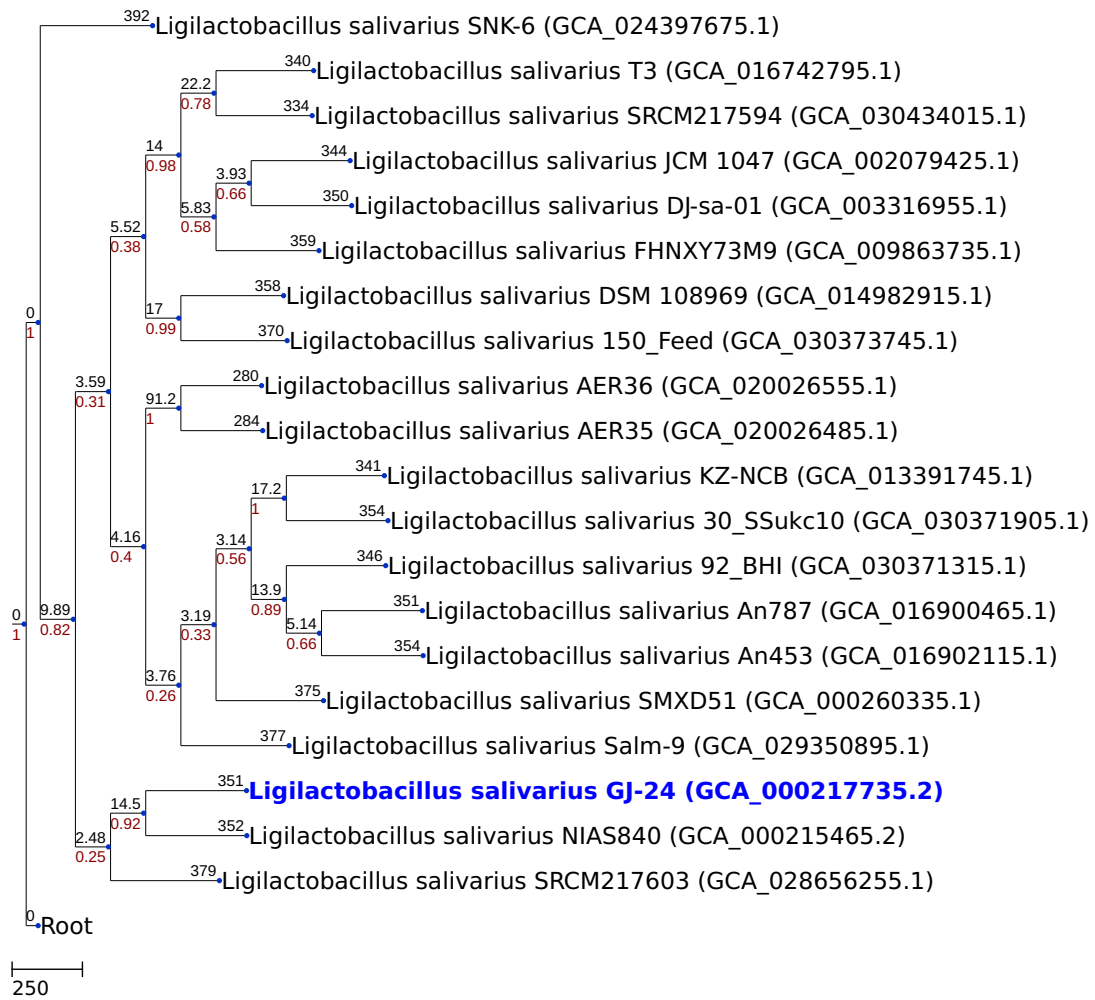 392 Ligilactobacillus salivarius SNK-6 (GCA_024397675.1)
340 Ligilactobacillus salivarius T3 (GCA_016742795.1)
22.2
0.78
334 Ligilactobacillus salivarius SRCM217594 (GCA_030434015.1)
14
0.98
344 Ligilactobacillus salivarius JCM 1047 (GCA_002079425.1)
3.93
0.66
350 Ligilactobacillus salivarius DJ-sa-01 (GCA_003316955.1)
5.83
0.58
5.52
0.38
359 Ligilactobacillus salivarius FHNXY73M9 (GCA_009863735.1)
358 Ligilactobacillus salivarius DSM 108969 (GCA_014982915.1)
17
0.99
0
1
370 Ligilactobacillus salivarius 150_Feed (GCA_030373745.1)
3.59
0.31
280 Ligilactobacillus salivarius AER36 (GCA_020026555.1)
91.2
1
284 Ligilactobacillus salivarius AER35 (GCA_020026485.1)
341 Ligilactobacillus salivarius KZ-NCB (GCA_013391745.1)
17.2
1
354 Ligilactobacillus salivarius 30_SSukc10 (GCA_030371905.1)
4.16
0.4
3.14
0.56
346 Ligilactobacillus salivarius 92_BHI (GCA_030371315.1)
13.9
0.89
351 Ligilactobacillus salivarius An787 (GCA_016900465.1)
0
1
9.89
0.82
3.19
0.33
5.14
0.66
354 Ligilactobacillus salivarius An453 (GCA_016902115.1)
3.76
0.26
375 Ligilactobacillus salivarius SMXD51 (GCA_000260335.1)
377 Ligilactobacillus salivarius Salm-9 (GCA_029350895.1)
351 Ligilactobacillus salivarius GJ-24 (GCA_000217735.2)
14.5
0.92
352 Ligilactobacillus salivarius NIAS840 (GCA_000215465.2)
2.48
0.25
379 Ligilactobacillus salivarius SRCM217603 (GCA_028656255.1)
0 Root
250